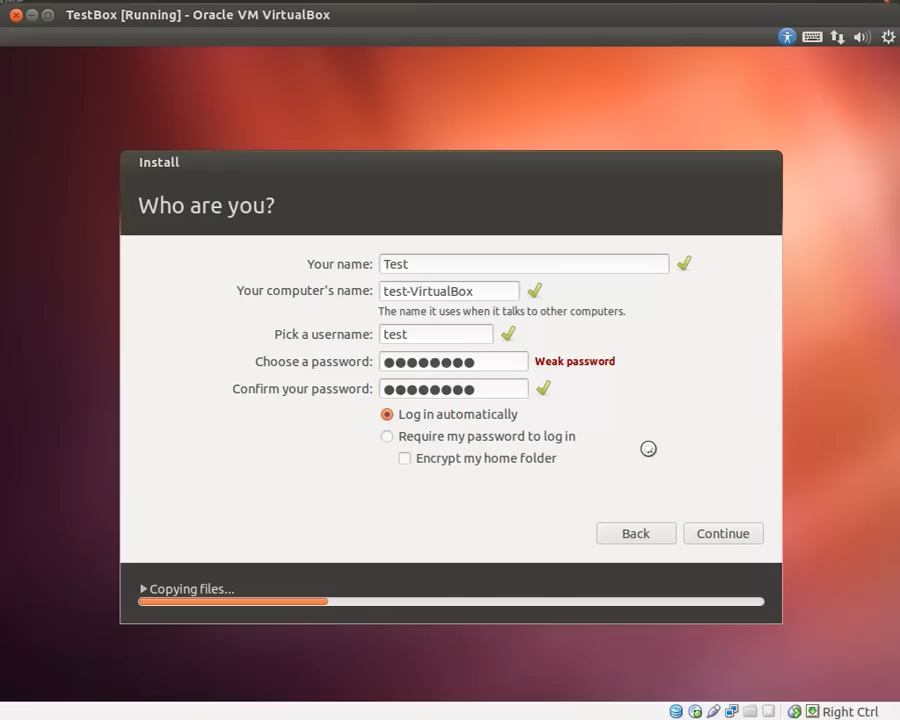 TestBox [Running] - Oracle VM VirtualBox
Install
Who are you?
Your name: Test
Your computer's name: test-VirtualBox
The name it uses when it talks to other computers.
Pick a username: test
Choose a password: ●●●●●●●● Weak password
Confirm your password: ●●●●●●●●
Log in automatically
Require my password to log in
Encrypt my home folder
Back Continue
Copying files...
Right Ctrl